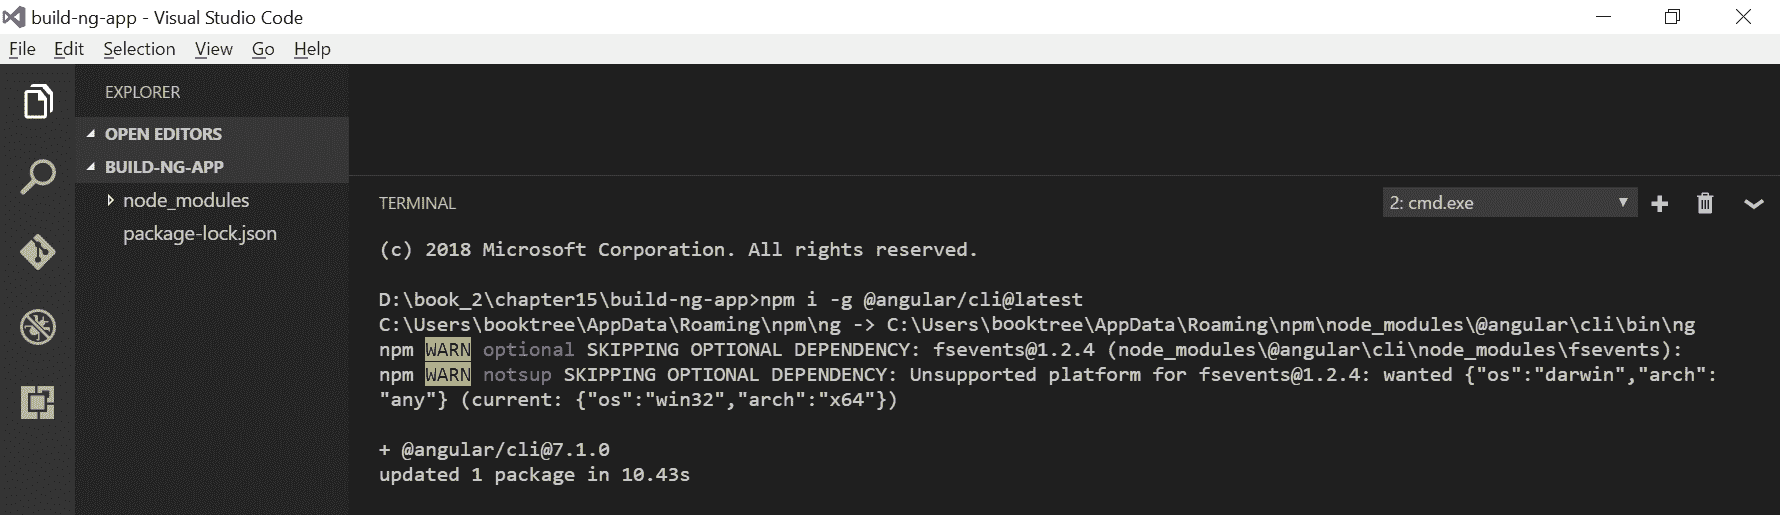 build-ng-app - Visual Studio Code
File Edit Selection View Go Help
EXPLORER
OPEN EDITORS
BUILD-NG-APP
node_modules
package-lock.json
TERMINAL
2: cmd.exe
(c) 2018 Microsoft Corporation. All rights reserved.
D:\book_2\chapter15\build-ng-app>npm i -g @angular/cli@latest
C:\Users\booktree\AppData\Roaming\npm\ng -> C:\Users\booktree\AppData\Roaming\npm\node_modules\@angular\cli\bin\ng
npm WARN optional SKIPPING OPTIONAL DEPENDENCY: fsevents@1.2.4 (node_modules\@angular\cli\node_modules\fsevents):
npm WARN notsup SKIPPING OPTIONAL DEPENDENCY: Unsupported platform for fsevents@1.2.4: wanted {"os":"darwin","arch":
"any"} (current: {"os":"win32","arch":"x64"})
+ @angular/cli@7.1.0
updated 1 package in 10.43s